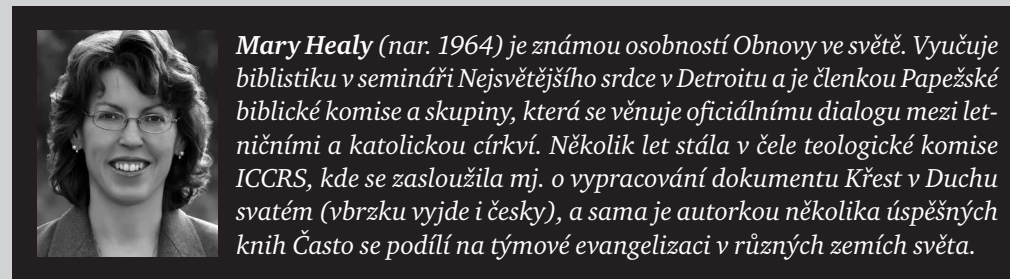 Mary Healy (nar. 1964) je známou osobností Obnovy ve světě. Vyučuje
biblistiku v semináři Nejsvětějšího srdce v Detroitu a je členkou Papežské
biblické komise a skupiny, která se věnuje oficiálnímu dialogu mezi let-
ničními a katolickou církví. Několik let stála v čele teologické komise
ICCRS, kde se zasloužila mj. o vypracování dokumentu Křest v Duchu
svatém (vbrzku vyjde i česky), a sama je autorkou několika úspěšných
knih Často se podílí na týmové evangelizaci v různých zemích světa.